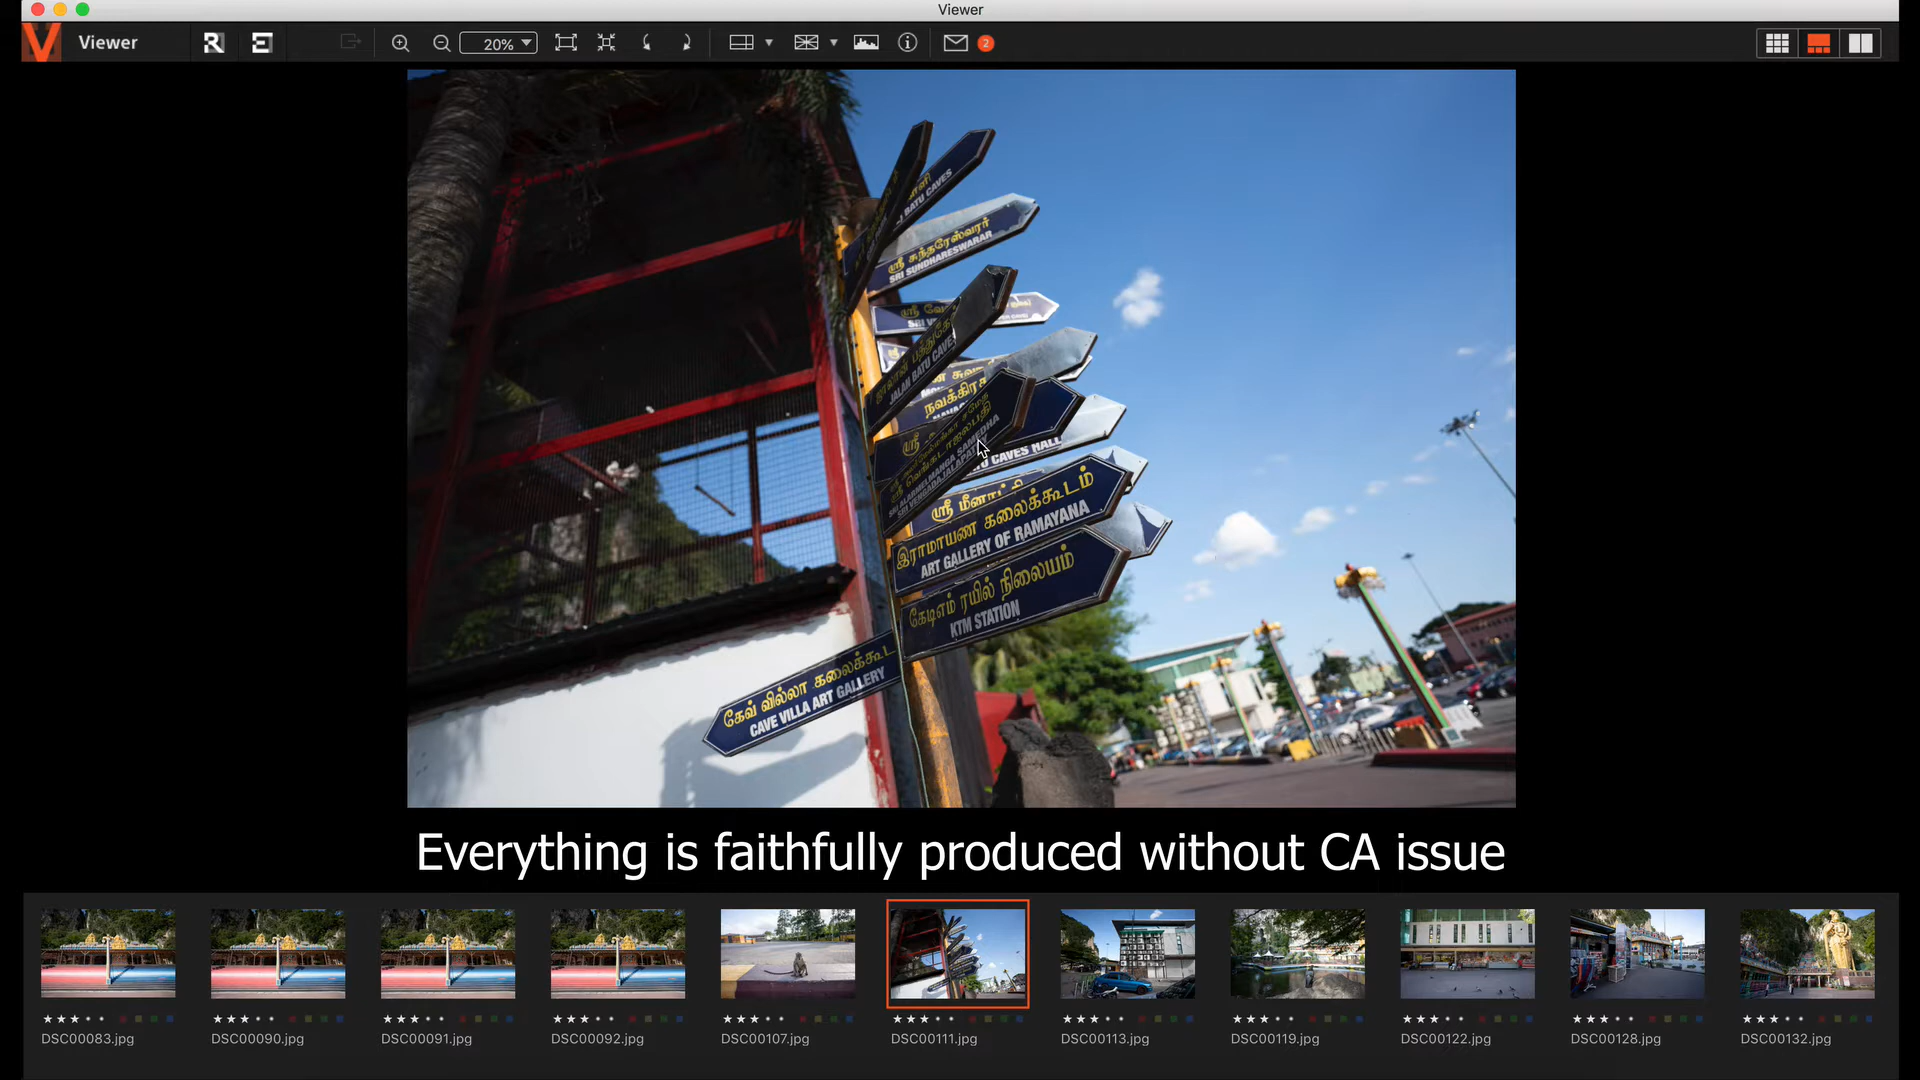 Viewer
Viewer
20%
2
BATU CAVES
ஸ்ரீ சுந்தரேஸ்வரர்
SRI SUNDHARESWARAR
JALAN BATU CAVES
CAVES HALL
இராமாயண கலைக்கூடம்
ART GALLERY OF RAMAYANA
கேடிஎம் ரயில் நிலையம்
KTM STATION
கேவ் வில்லா கலைக்கூட
CAVE VILLA ART GALLERY
Everything is faithfully produced without CA issue
DSC00083.jpg
DSC00090.jpg
DSC00091.jpg
DSC00092.jpg
DSC00107.jpg
DSC00111.jpg
DSC00113.jpg
DSC00119.jpg
DSC00122.jpg
DSC00128.jpg
DSC00132.jpg